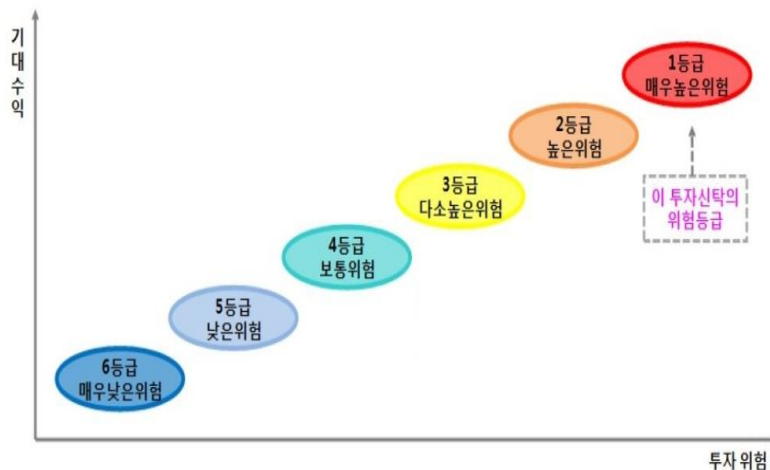 기대수익
1등급
매우높은위험
2등급
높은위험
이 투자신탁의
위험등급
3등급
다소높은위험
4등급
보통위험
5등급
낮은위험
6등급
매우낮은위험
투자 위험